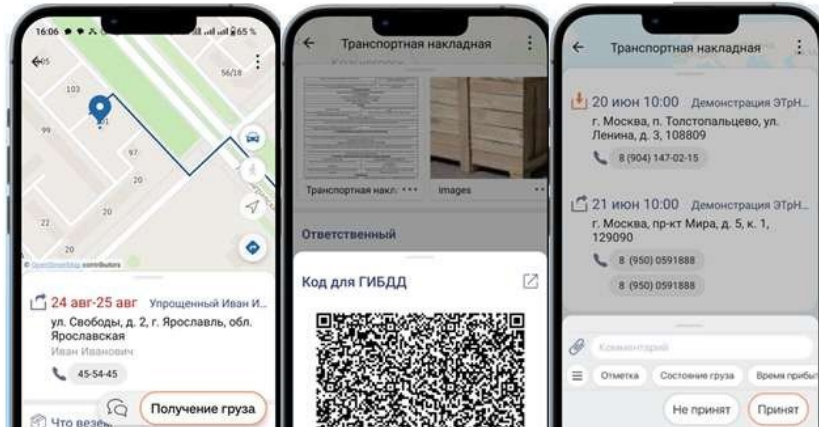 16:06
65 %
56/18
103
101
99
97
20
20
22
20
20
© OpenStreetMap contributors
24 авг-25 авг Упрощенный Иван И...
ул. Свободы, д. 2, г. Ярославль, обл.
Ярославская
Иван Иванович
45-54-45
Что везем
Получение груза
Транспортная накладная
Транспортная накл
images
Ответственный
Код для ГИБДД
Транспортная накладная
20 июн 10:00 Демонстрация ЭТрН...
г. Москва, п. Толстопальцево, ул.
Ленина, д. 3, 108809
8 (904) 147-02-15
21 июн 10:00 Демонстрация ЭТрН...
г. Москва, пр-кт Мира, д. 5, к. 1,
129090
8 (950) 0591888
8 (950) 0591888
Комментарий
Отметка Состояние груза Время прибыт
Не принят Принят